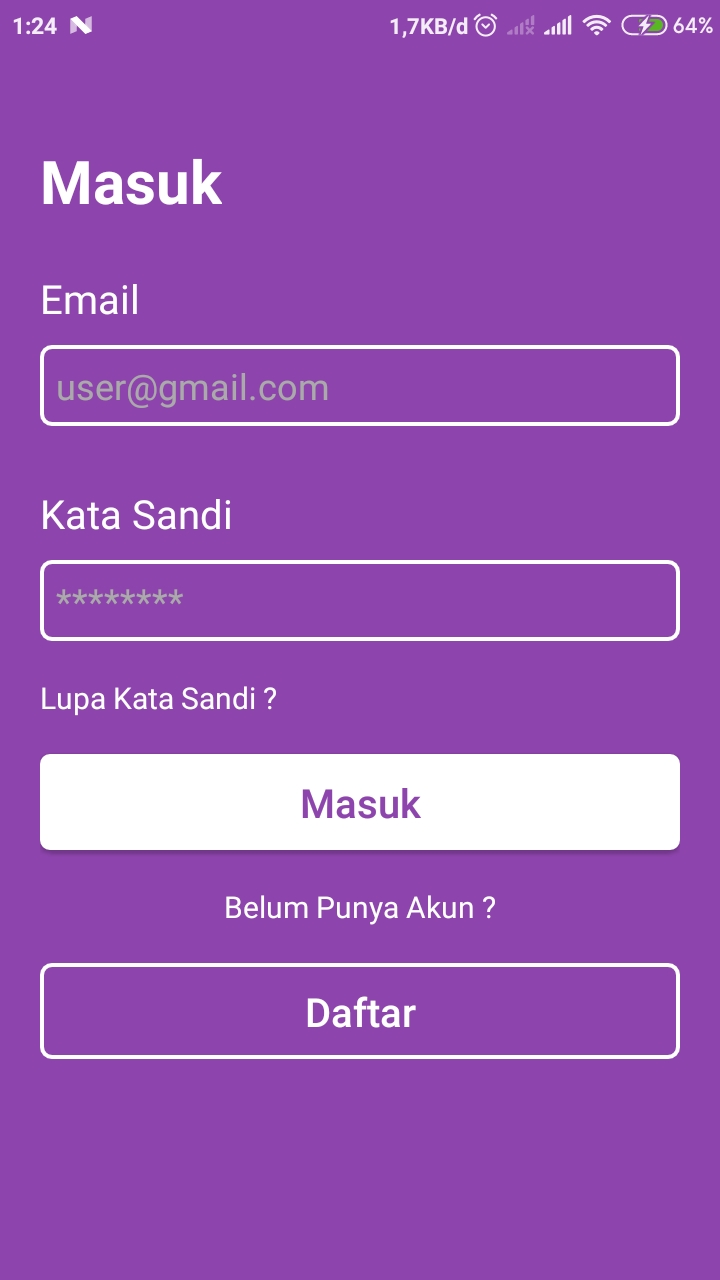 1:24 1,7KB/d 64%
Masuk
Email
user@gmail.com
Kata Sandi
********
Lupa Kata Sandi ?
Masuk
Belum Punya Akun ?
Daftar